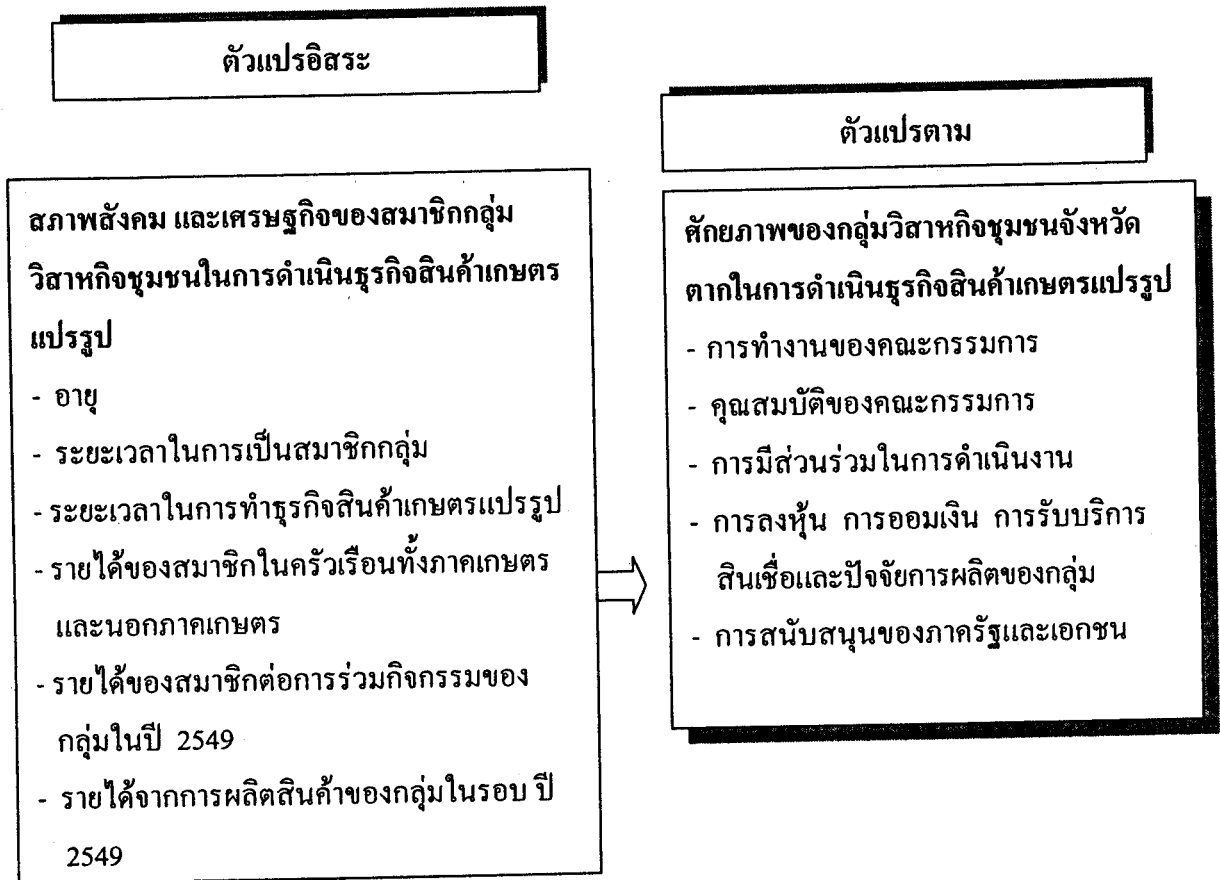 ตัวแปรอิสระ
สภาพสังคม และเศรษฐกิจของสมาชิกกลุ่ม
วิสาหกิจชุมชนในการดำเนินธุรกิจสินค้าเกษตร
แปรรูป
- อายุ
- ระยะเวลาในการเป็นสมาชิกกลุ่ม
- ระยะเวลาในการทำธุรกิจสินค้าเกษตรแปรรูป
- รายได้ของสมาชิกในครัวเรือนทั้งภาคเกษตร
และนอกภาคเกษตร
- รายได้ของสมาชิกต่อการร่วมกิจกรรมของ
กลุ่มในปี 2549
- รายได้จากการผลิตสินค้าของกลุ่มในรอบ ปี
2549
ตัวแปรตาม
ศักยภาพของกลุ่มวิสาหกิจชุมชนจังหวัด
ตากในการดำเนินธุรกิจสินค้าเกษตรแปรรูป
- การทำงานของคณะกรรมการ
- คุณสมบัติของคณะกรรมการ
- การมีส่วนร่วมในการดำเนินงาน
- การลงหุ้น การออมเงิน การรับบริการ
สินเชื่อและปัจจัยการผลิตของกลุ่ม
- การสนับสนุนของภาครัฐและเอกชน